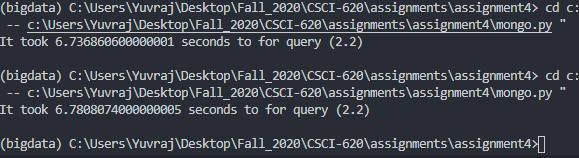 (bigdata) C:\Users\Yuvraj\Desktop\Fall_2020\CSCI-620\assignments\assignment4> cd c:
-- c:\Users\Yuvraj\Desktop\Fall_2020\CSCI-620\assignments\assignment4\mongo.py "
It took 6.736860600000001 seconds to for query (2.2)
(bigdata) C:\Users\Yuvraj\Desktop\Fall_2020\CSCI-620\assignments\assignment4> cd c:
-- c:\Users\Yuvraj\Desktop\Fall_2020\CSCI-620\assignments\assignment4\mongo.py "
It took 6.7808074000000005 seconds to for query (2.2)
(bigdata) C:\Users\Yuvraj\Desktop\Fall_2020\CSCI-620\assignments\assignment4>